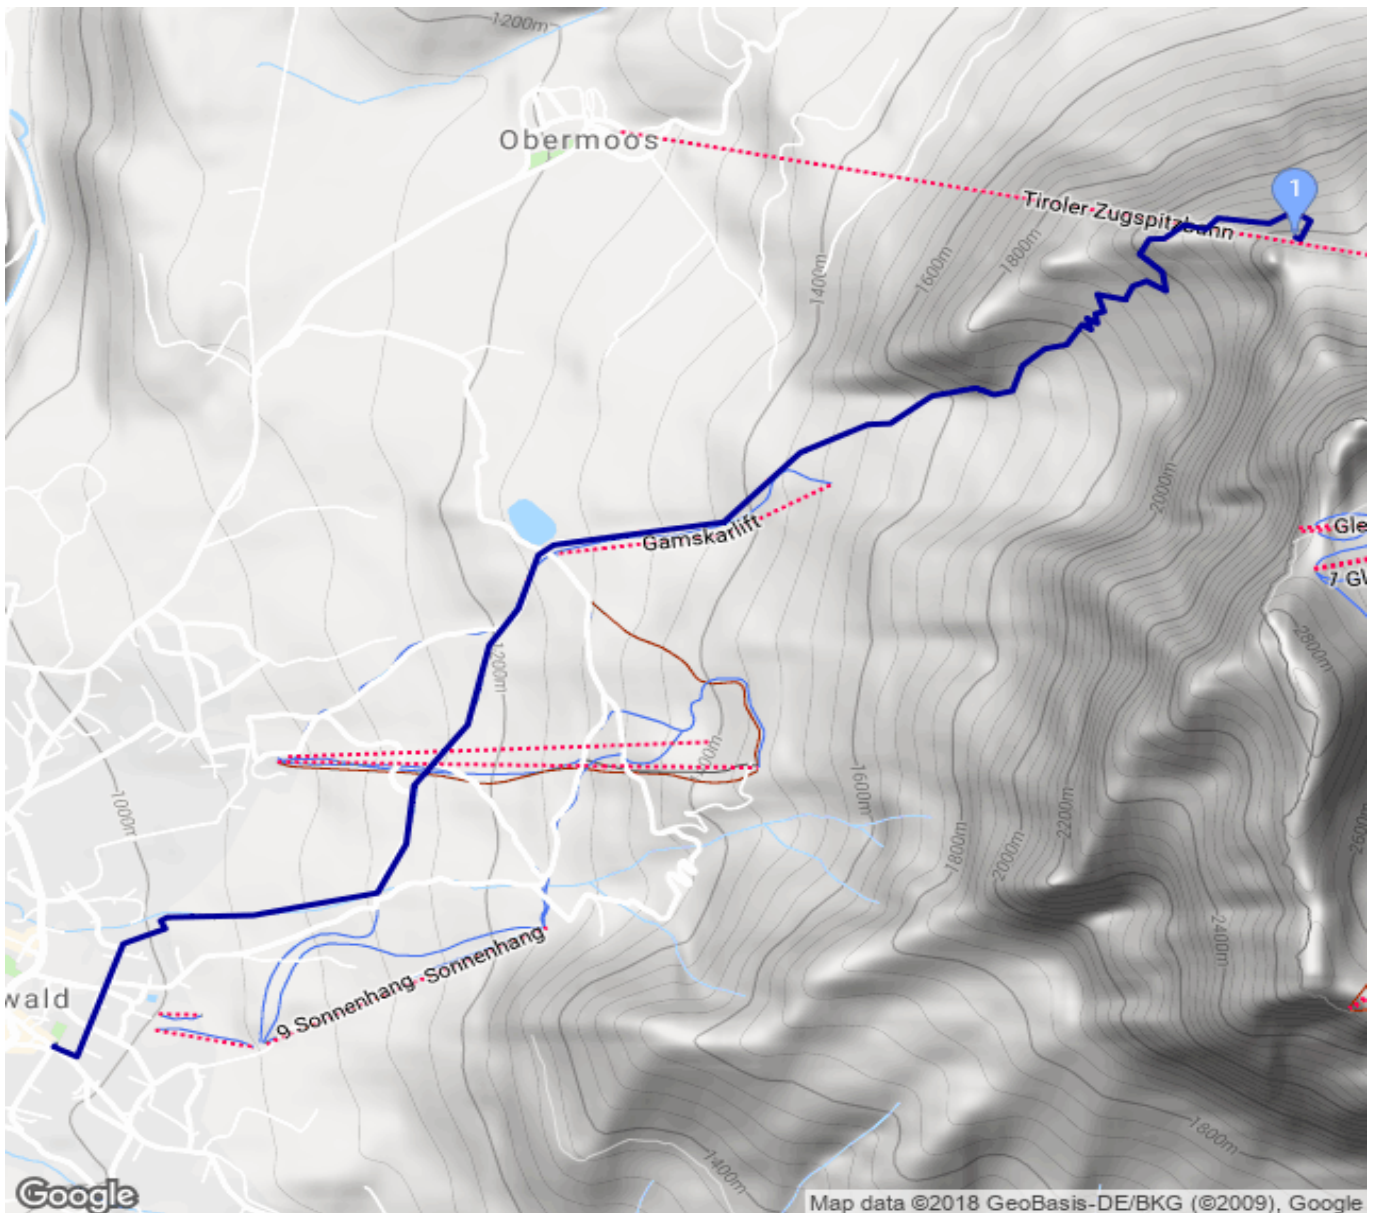 1200m
Obermoos
1
Tiroler Zugspitzbahn
1800m
1400m
1600m
2000m
Gamskarlift
Gle
7 Gl
1200m
2800m
1000m
1600m
2200m
1800m
2000m
2600m
2400m
9 Sonnenhang Sonnenhang
wald
1800m
1400m
Google
Map data ©2018 GeoBasis-DE/BKG (©2009), Google